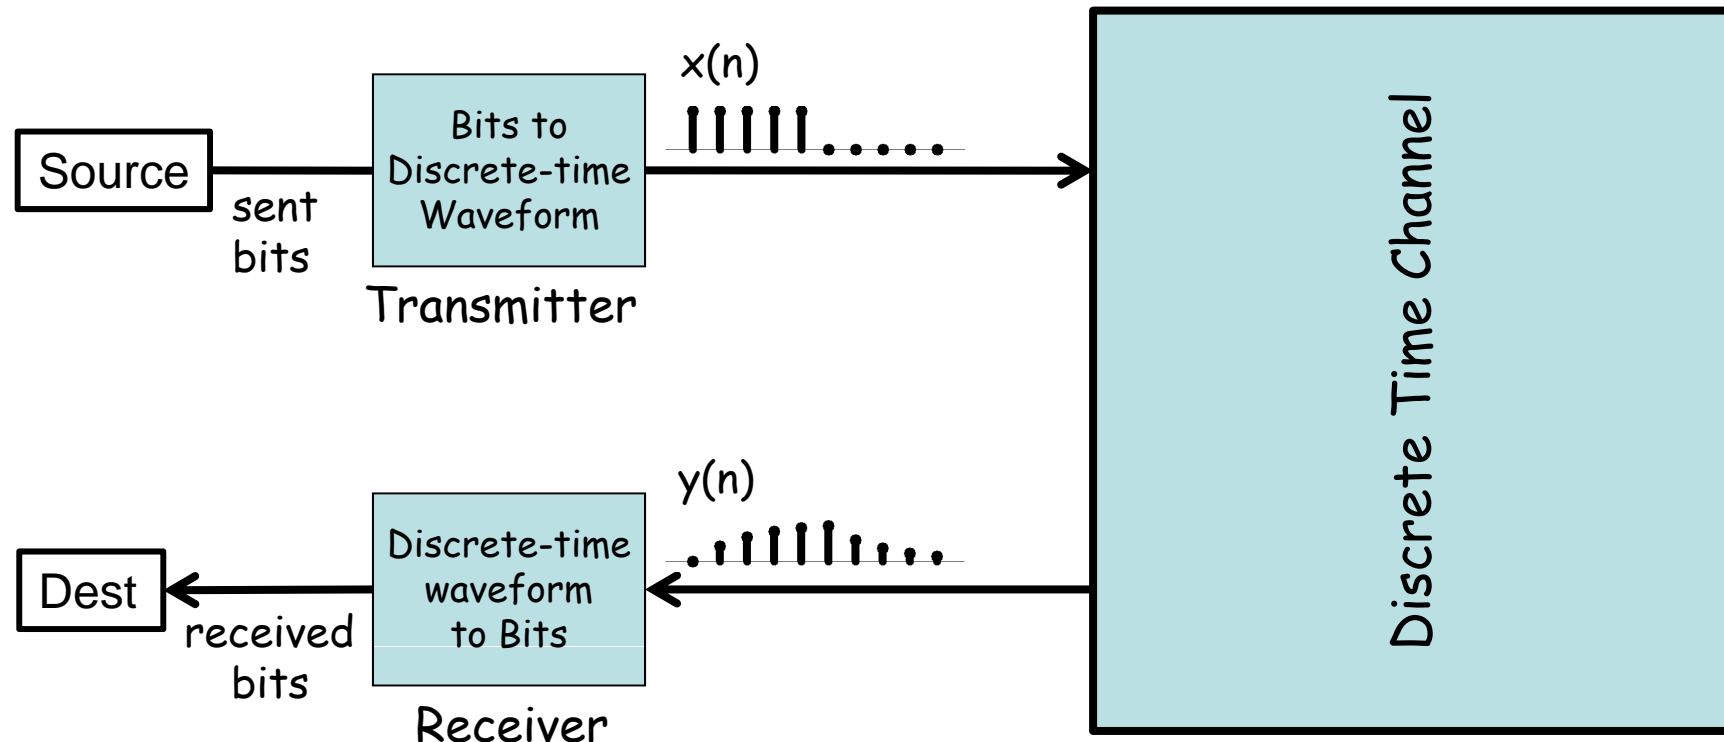 Source
sent
bits
Bits to
Discrete-time
Waveform
Transmitter
x(n)
Discrete Time Channel
y(n)
Discrete-time
waveform
to Bits
Receiver
received
bits
Dest